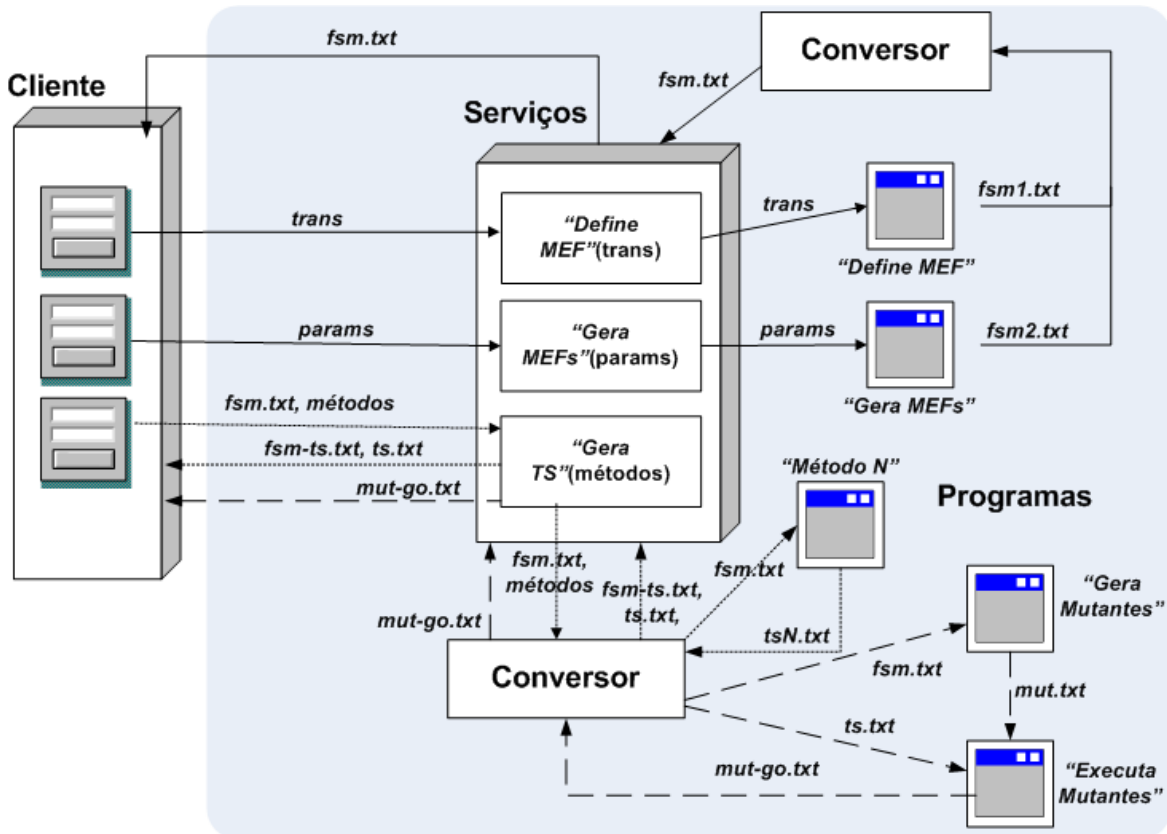 fsm.txt
Conversor
Cliente
fsm.txt
Serviços
trans
“Define
MEF”(trans)
trans
fsm1.txt
“Define MEF”
params
“Gera
MEFs”(params)
params
fsm2.txt
“Gera MEFs”
fsm.txt, métodos
fsm-ts.txt, ts.txt
“Gera
TS”(métodos)
mut-go.txt
“Método N”
Programas
fsm.txt,
métodos
fsm-ts.txt,
ts.txt,
fsm.txt
mut-go.txt
tsN.txt
“Gera
Mutantes”
Conversor
fsm.txt
mut.txt
ts.txt
mut-go.txt
“Executa
Mutantes”